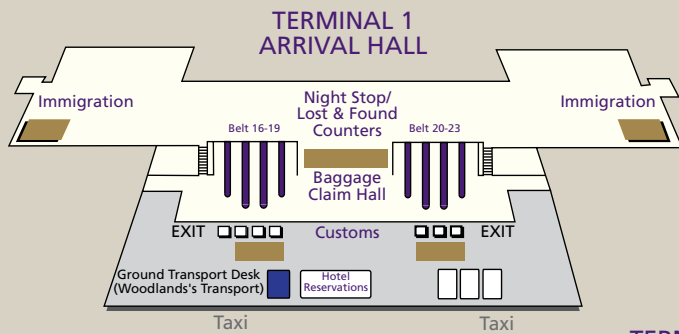 TERMINAL 1
ARRIVAL HALL
Immigration
Night Stop/
Lost & Found
Counters
Immigration
Belt 16-19
Belt 20-23
Baggage
Claim Hall
EXIT
Customs
EXIT
Ground Transport Desk
(Woodlands's Transport)
Hotel
Reservations
Taxi
Taxi